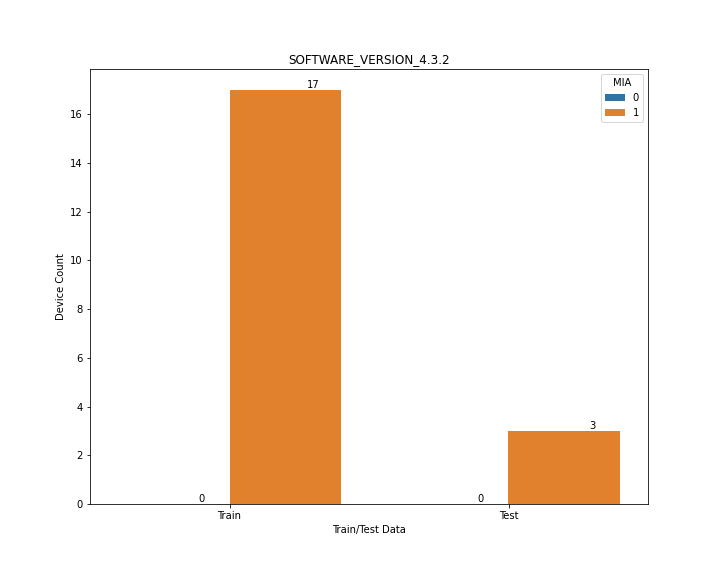 SOFTWARE_VERSION_4.3.2
MIA
0
1
17
3
0
0
16
14
12
10
8
6
4
2
0
Device Count
Train
Test
Train/Test Data